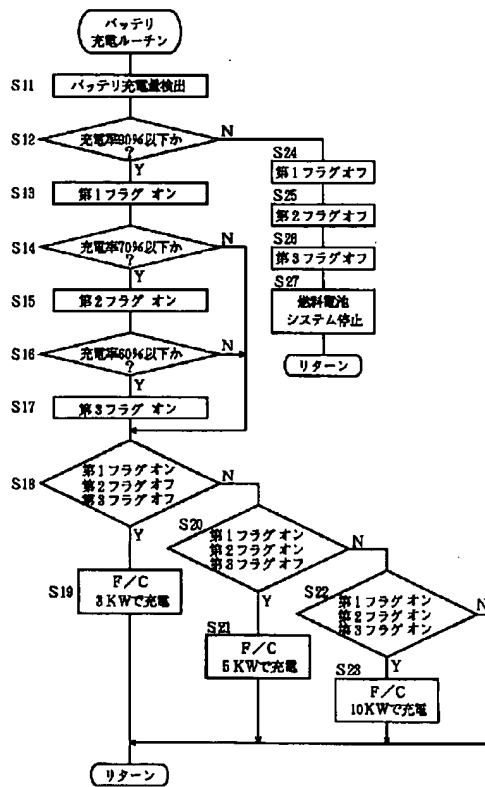 バッテリ
充電ルーチン
S11
バッテリ充電量検出
S12
充電率90%以下か
?
N
Y
S13
第1フラグ オン
S14
充電率70%以下か
?
N
Y
S15
第2フラグ オン
S16
充電率60%以下か
?
N
Y
S17
第3フラグ オン
S24
第1フラグオフ
S25
第2フラグオフ
S26
第3フラグオフ
S27
燃料電池
システム停止
リターン
S18
第1フラグオン
第2フラグオフ
第3フラグオフ
N
Y
S19
F/C
3KWで充電
S20
第1フラグオン
第2フラグオン
第3フラグオフ
N
Y
S21
F/C
5KWで充電
S22
第1フラグオン
第2フラグオン
第3フラグオン
N
Y
S23
F/C
10KWで充電
リターン